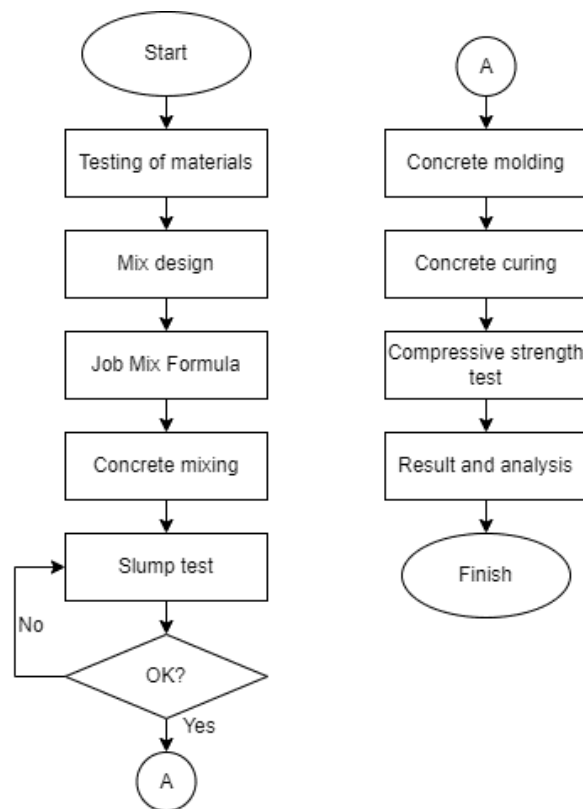 Start
Testing of materials
Mix design
Job Mix Formula
Concrete mixing
Slump test
No
OK?
Yes
A
A
Concrete molding
Concrete curing
Compressive strength
test
Result and analysis
Finish